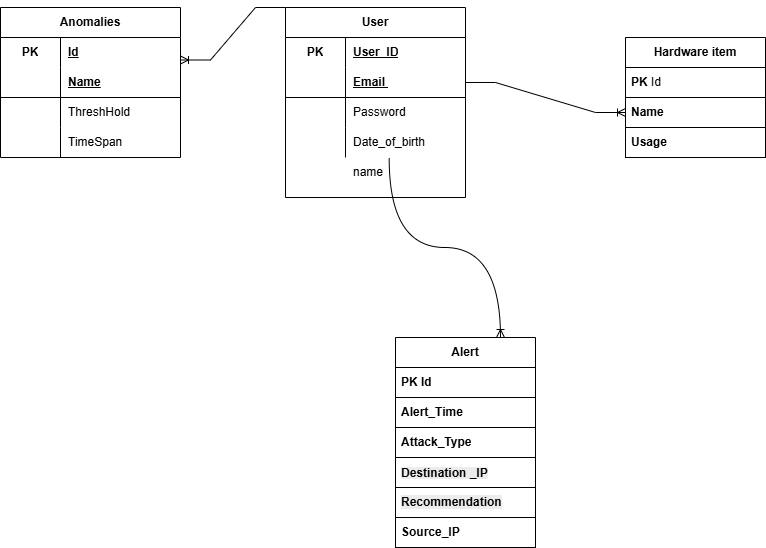 Anomalies
PK Id
Name
ThreshHold
TimeSpan
User
PK User_ID
Email
Password
Date_of_birth
name
Hardware item
PK Id
Name
Usage
Alert
PK Id
Alert_Time
Attack_Type
Destination _IP
Recommendation
Source_IP